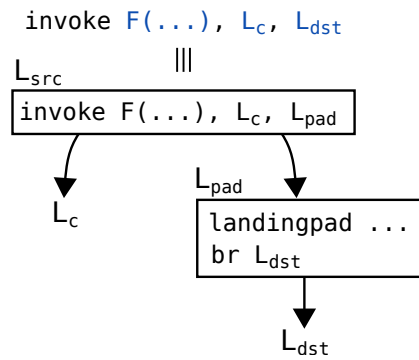 invoke F(...), Lc, Ldst
≡
Lsrc
invoke F(...), Lc, Lpad
Lc
Lpad
landingpad ...
br Ldst
Ldst